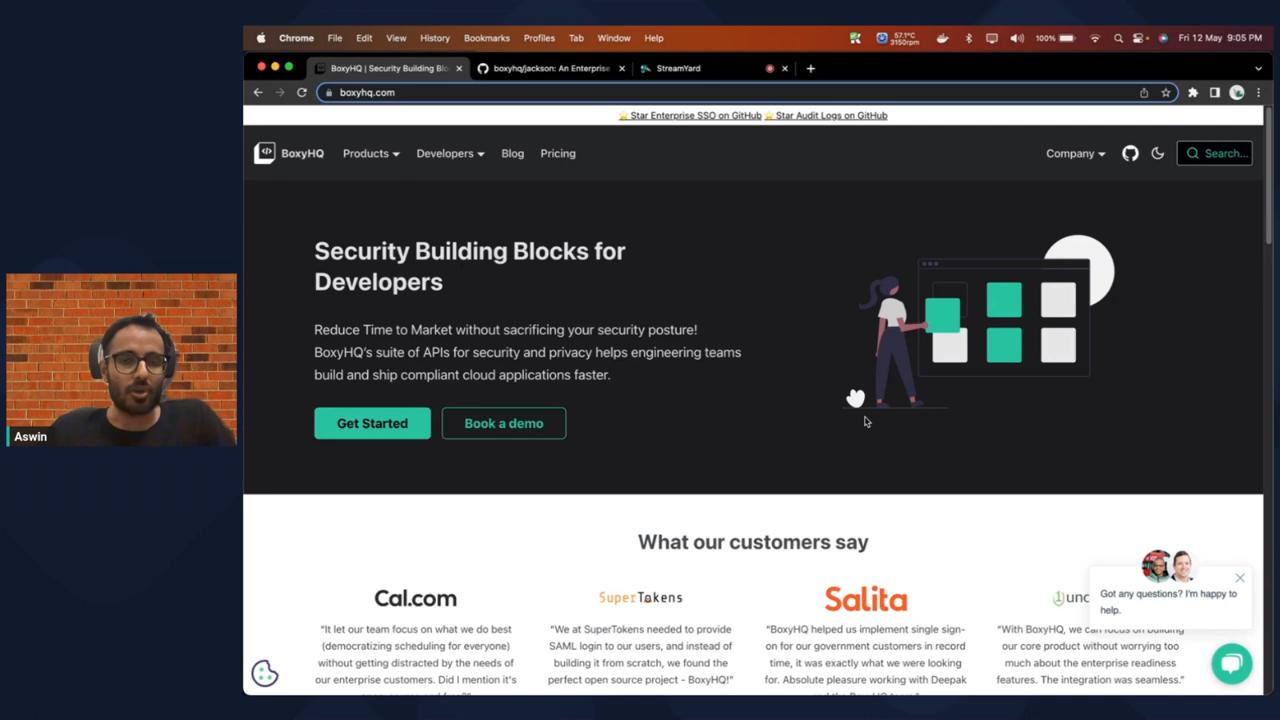 Chrome File Edit View History Bookmarks Profiles Tab Window Help
57.1°C
3150rpm
100%
Fri 12 May 9:05 PM
BoxyHQ | Security Building Blo
boxyhq/jackson: An Enterprise
StreamYard
boxyhq.com
⭐ Star Enterprise SSO on GitHub ⭐ Star Audit Logs on GitHub
BoxyHQ
Products
Developers
Blog
Pricing
Company
Search...
Security Building Blocks for
Developers
Reduce Time to Market without sacrificing your security posture!
BoxyHQ's suite of APIs for security and privacy helps engineering teams
build and ship compliant cloud applications faster.
Get Started
Book a demo
Aswin
What our customers say
Cal.com
"It let our team focus on what we do best
(democratizing scheduling for everyone)
without getting distracted by the needs of
our enterprise customers. Did I mention it's
SuperTokens
"We at SuperTokens needed to provide
SAML login to our users, and instead of
building it from scratch, we found the
perfect open source project - BoxyHQ!"
Salita
"BoxyHQ helped us implement single sign-
on for our government customers in record
time, it was exactly what we were looking
for. Absolute pleasure working with Deepak
"With BoxyHQ, we can focus on building
our core product without worrying too
much about the enterprise readiness
features. The integration was seamless."
Got any questions? I'm happy to
help.